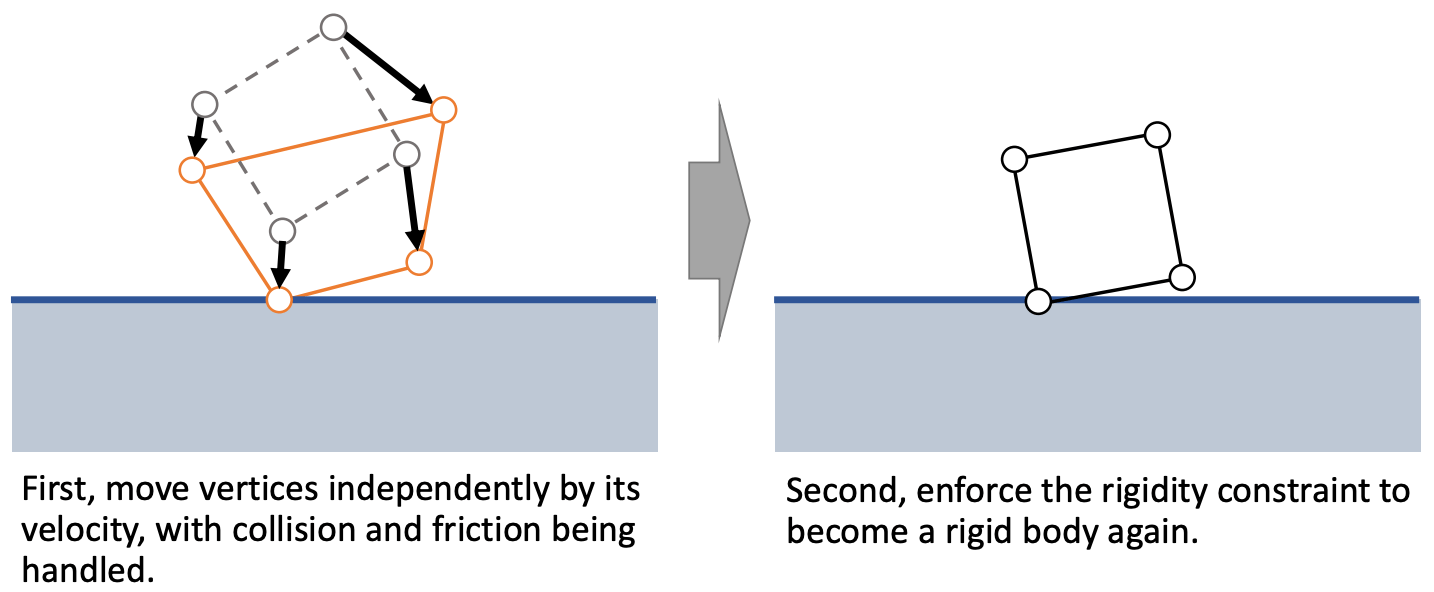 First, move vertices independently by its
velocity, with collision and friction being
handled.
Second, enforce the rigidity constraint to
become a rigid body again.